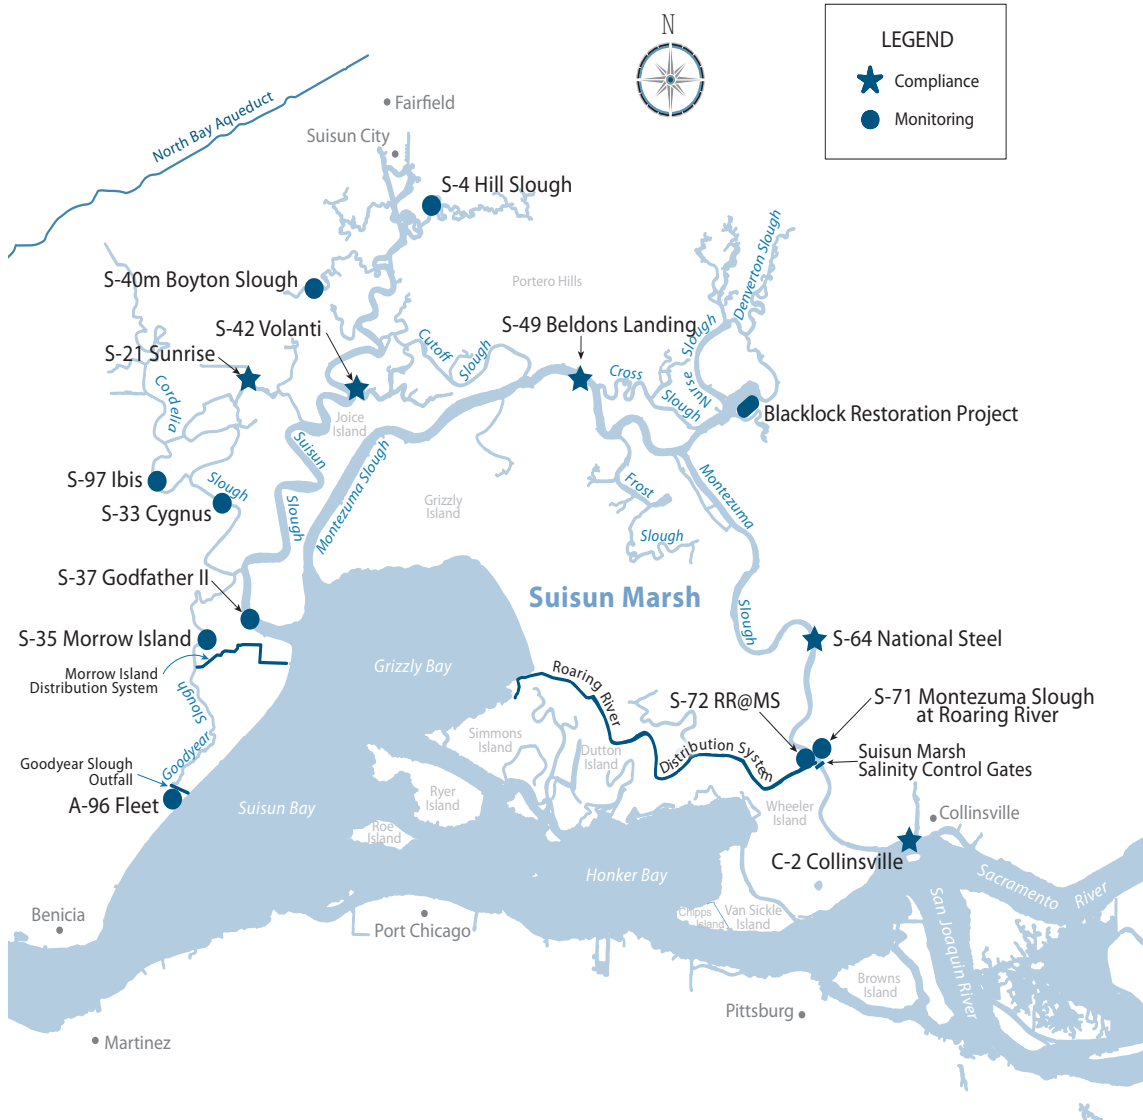 N
LEGEND
Compliance
Monitoring
North Bay Aqueduct
Fairfield
Suisun City
S-4 Hill Slough
S-40m Boyton Slough
Portero Hills
Denverton Slough
S-42 Volanti
S-49 Beldons Landing
S-21 Sunrise
Cutoff
Slough
Slough
Nurse
Cross
Slough
Cordelia
Joice
Island
Blacklock Restoration Project
Suisun
Slough
Montezuma Slough
S-97 Ibis
Slough
S-33 Cygnus
Grizzly
Island
Frost
Slough
Montezuma
Slough
S-37 Godfather II
Suisun Marsh
S-35 Morrow Island
Morrow Island
Distribution System
Grizzly Bay
S-64 National Steel
Roaring
River
Distribution System
S-72 RR@MS
S-71 Montezuma Slough
at Roaring River
Slough
Goodyear
Simmons
Island
Dutton
Island
Suisun Marsh
Salinity Control Gates
Goodyear Slough
Outfall
A-96 Fleet
Suisun Bay
Ryer
Island
Roe
Island
Wheeler
Island
Collinsville
C-2 Collinsville
Honker Bay
Sacramento
River
San Joaquin River
Chipps
Island
Van Sickle
Island
Benicia
Port Chicago
Browns
Island
Pittsburg
Martinez